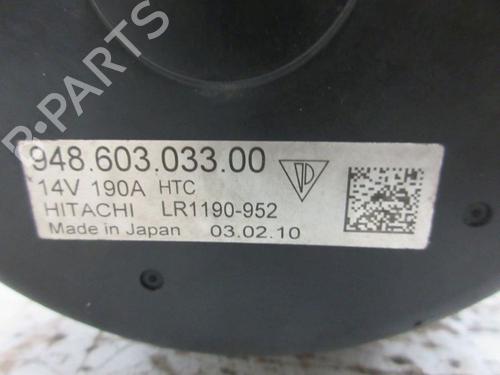 948.603.033.00
14V 190A HTC
HITACHI LR1190-952
Made in Japan 03.02.10
B-PARTS